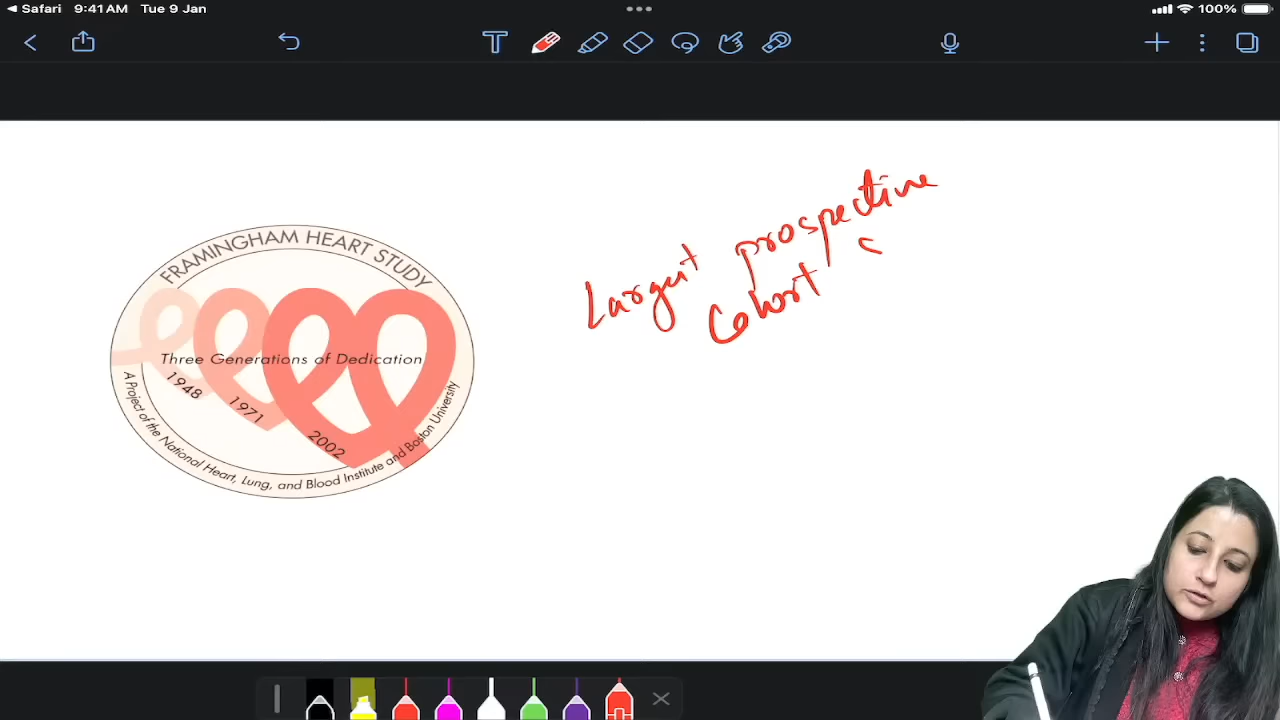 Safari 9:41 AM Tue 9 Jan
100%
T
FRAMINGHAM HEART STUDY
Three Generations of Dedication
1948
1971
2002
A Project of the National Heart, Lung, and Blood Institute and Boston University
Largest prospective
Cohort S